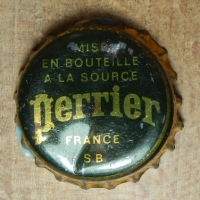 MISE
EN BOUTEILLE
A LA SOURCE
Perrier
FRANCE
S.B